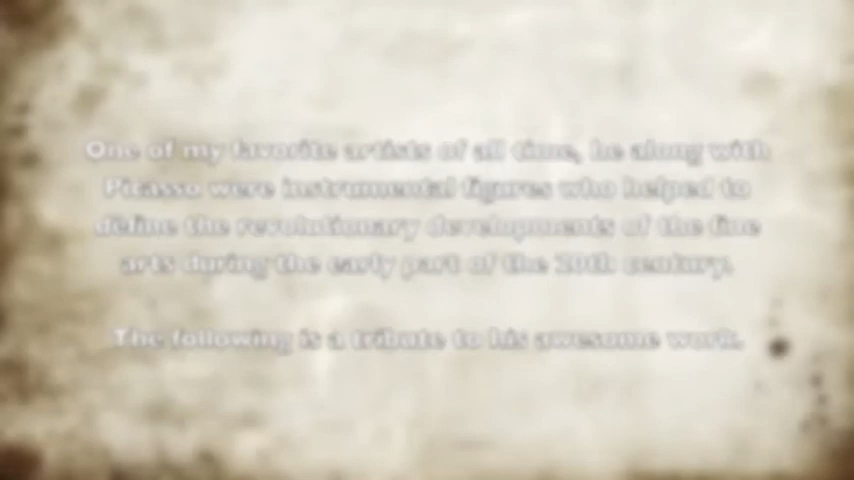 One of my favorite artists of all time, he along with
Picasso were instrumental figures who helped to
define the revolutionary developments of the fine
arts during the early part of the 20th century.
The following is a tribute to his awesome work.